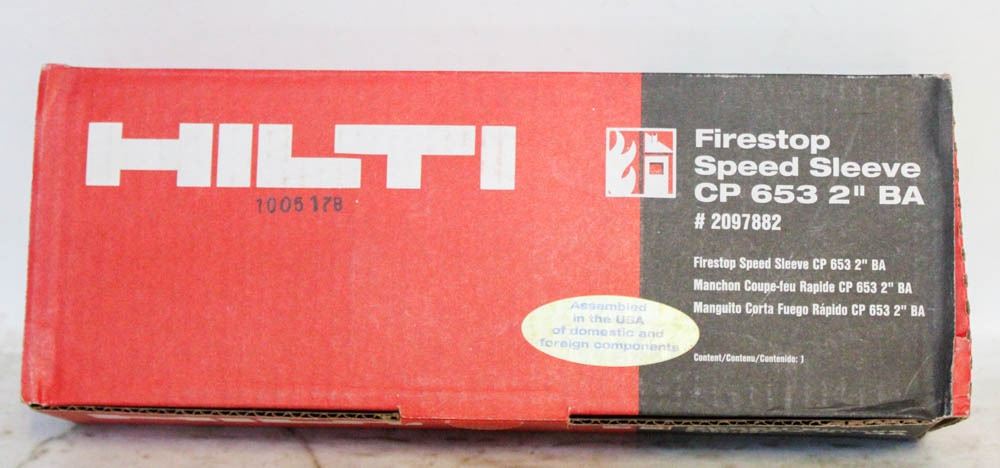 HILTI
1005178
Firestop
Speed Sleeve
CP 653 2" BA
# 2097882
Firestop Speed Sleeve CP 653 2" BA
Manchon Coupe-feu Rapide CP 653 2" BA
Manguito Corta Fuego Rápido CP 653 2" BA
Assembled
in the USA
of domestic and
foreign components
Content/Contenu/Contenido: 1